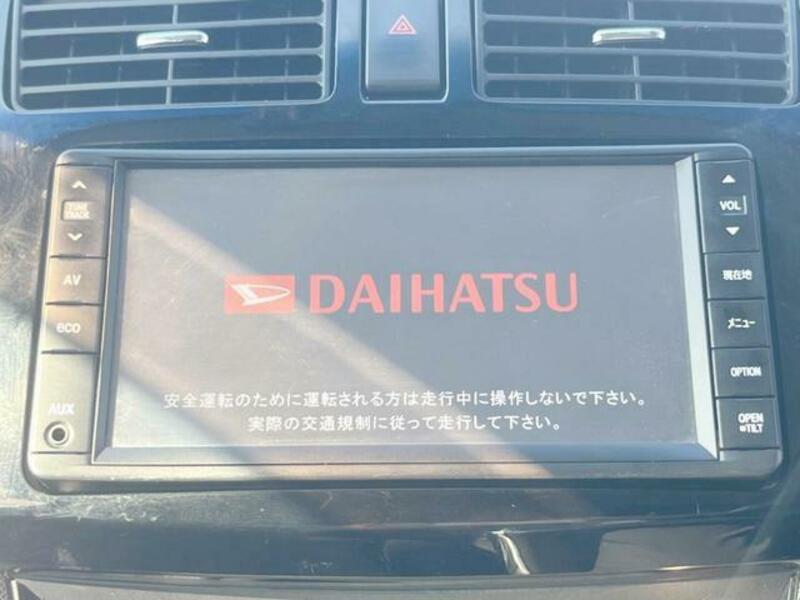 TUNE
TRACK
AV
eco
AUX
DAIHATSU
安全運転のために運転される方は走行中に操作しないで下さい。
実際の交通規制に従って走行して下さい。
VOL
現在地
メニュー
OPTION
OPEN
TILT